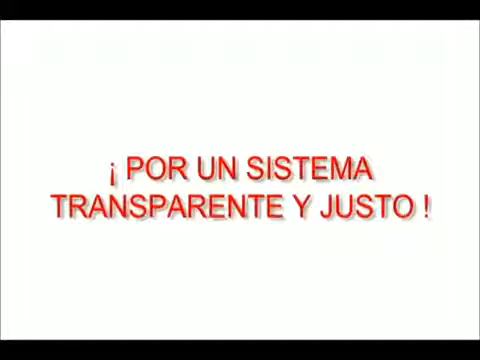 ¡ POR UN SISTEMA
TRANSPARENTE Y JUSTO !